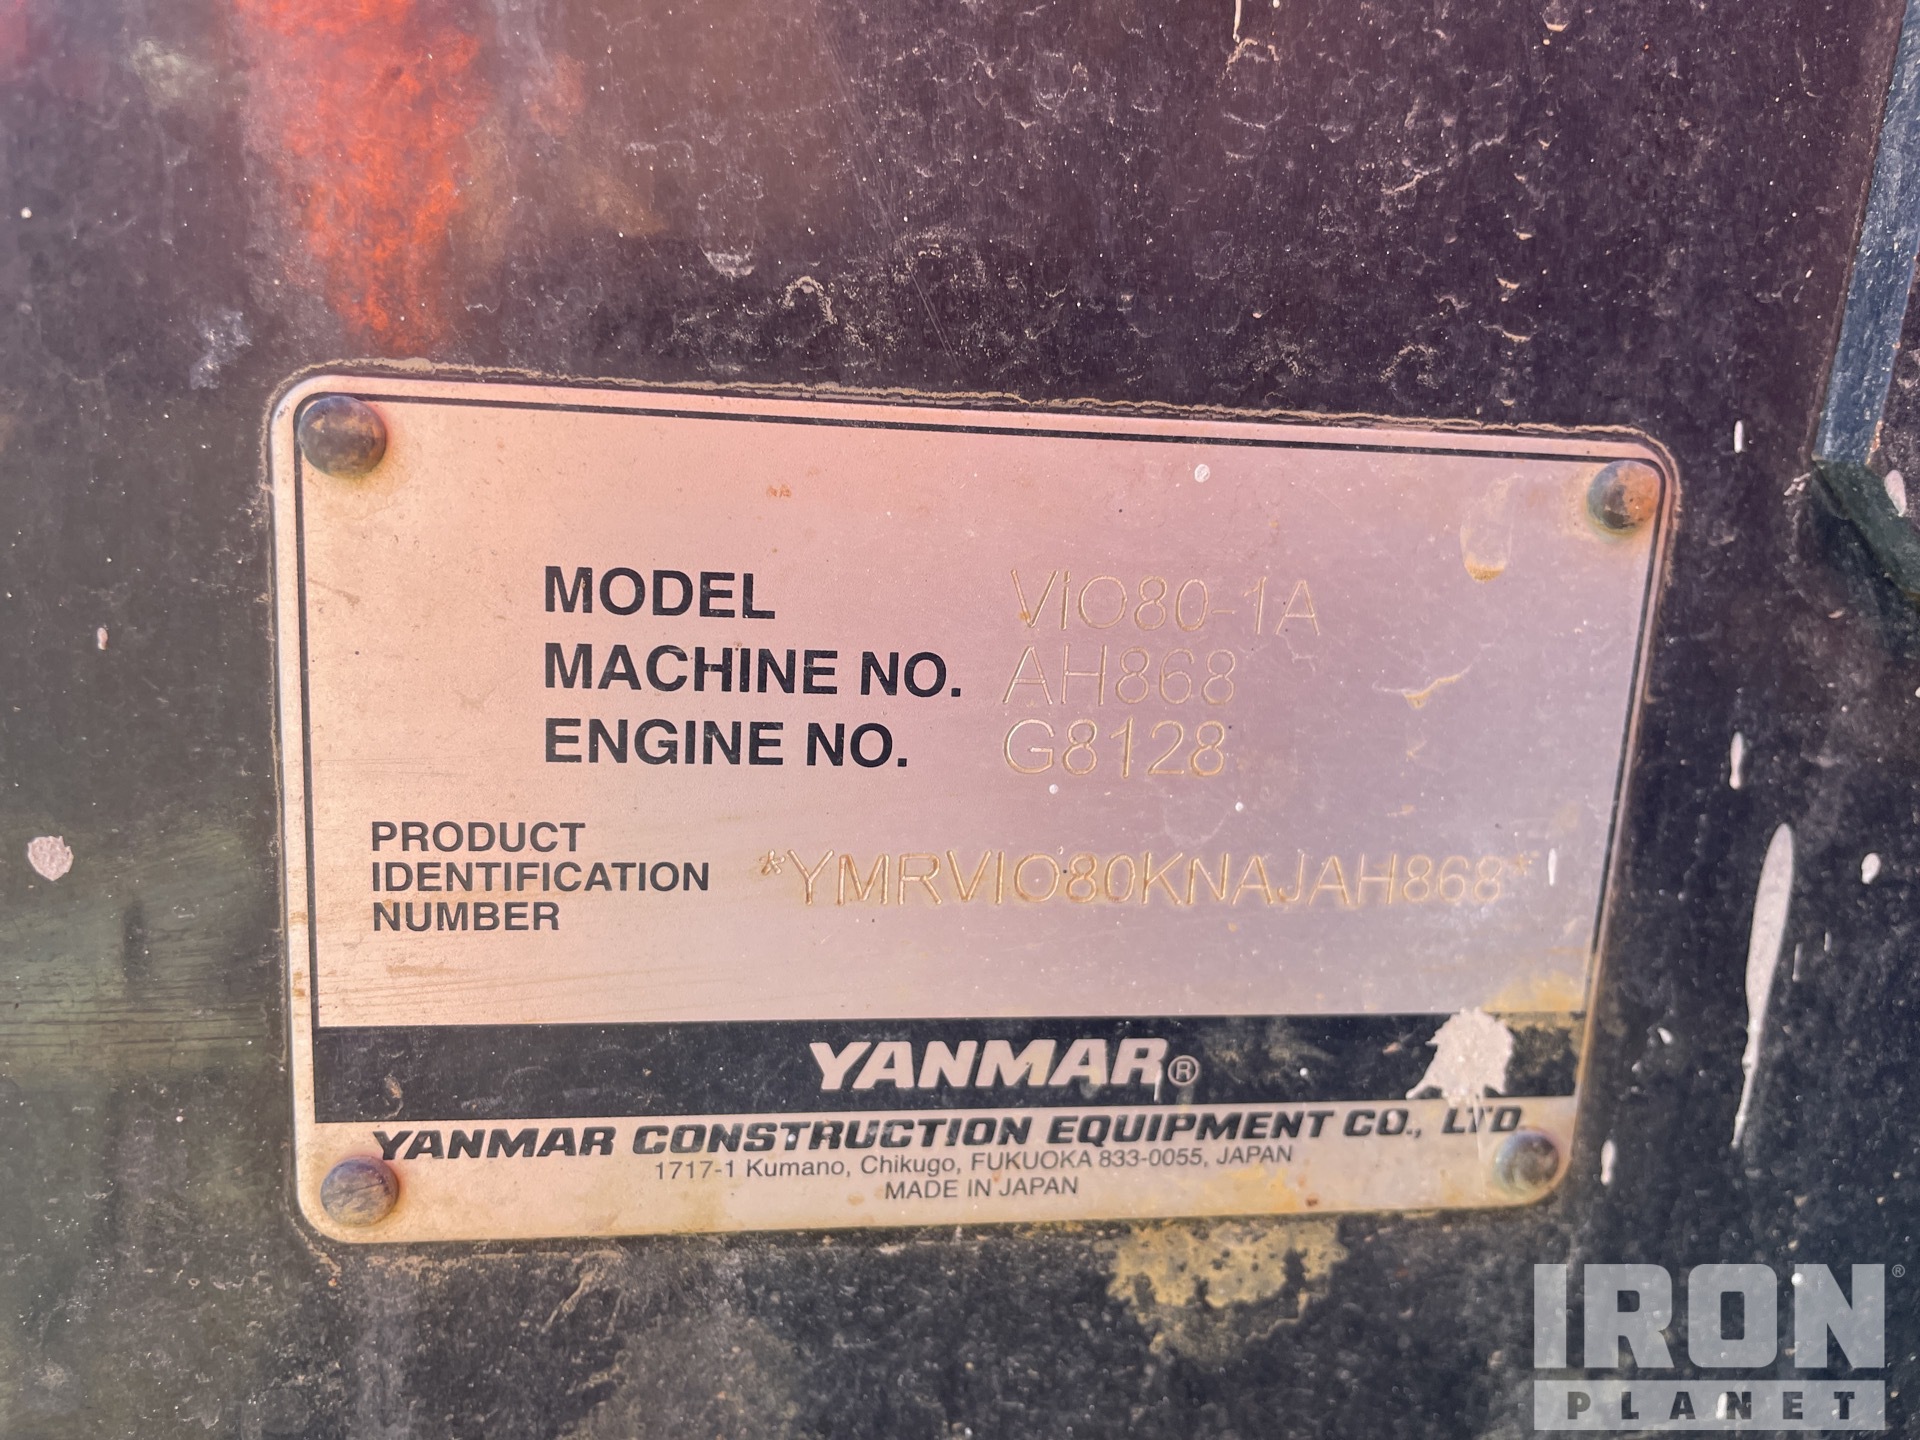 MODEL ViO80-1A
MACHINE NO. AH868
ENGINE NO. G8128
PRODUCT
IDENTIFICATION
NUMBER
*YMRVIO80KNAJAH868*
YANMAR®
YANMAR CONSTRUCTION EQUIPMENT CO., LTD.
1717-1 Kumano, Chikugo, FUKUOKA 833-0055, JAPAN
MADE IN JAPAN
IRON®
PLANET